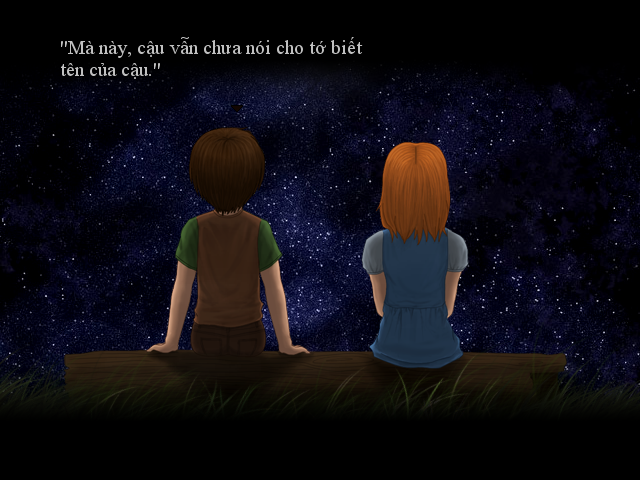 "Mà này, cậu vẫn chưa nói cho tớ biết
tên của cậu."